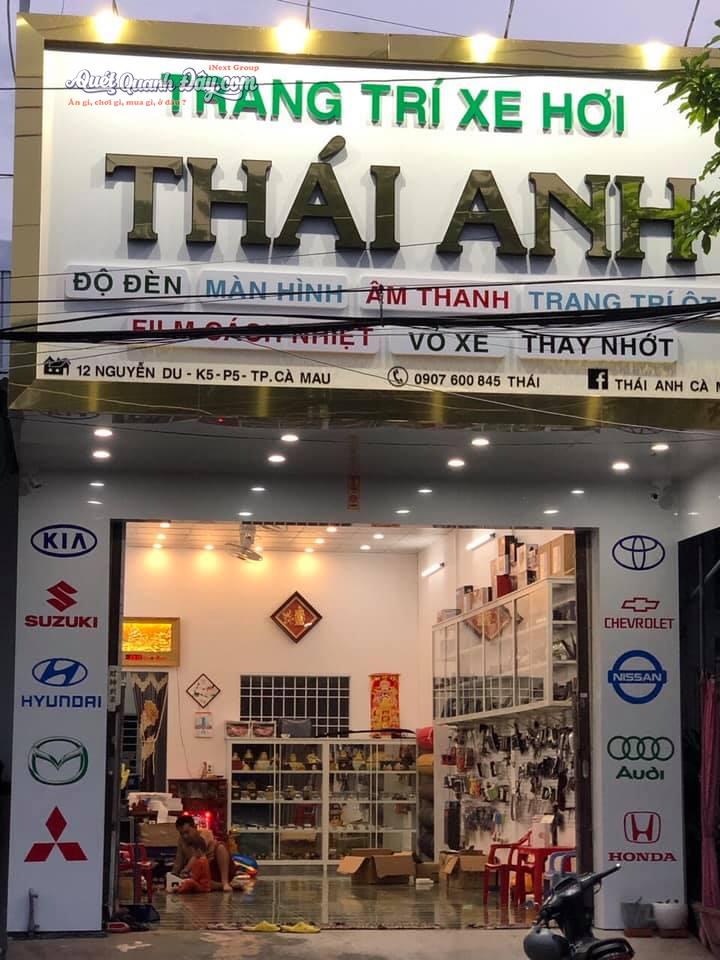 iNext Group
Quét Quanh Đây.com
Ăn gì, chơi gì, mua gì, ở đâu ?
TRANG TRÍ XE HƠI
THÁI ANH
ĐỘ ĐÈN MÀN HÌNH ÂM THANH TRANG TRÍ ÔT
FILM CÁCH NHIỆT VỎ XE THAY NHỚT
12 NGUYỄN DU - K5 - P5 - TP.CÀ MAU 0907 600 845 THÁI THÁI ANH CÀ M
KIA
SUZUKI
HYUNDAI
CHEVROLET
NISSAN
Audi
HONDA